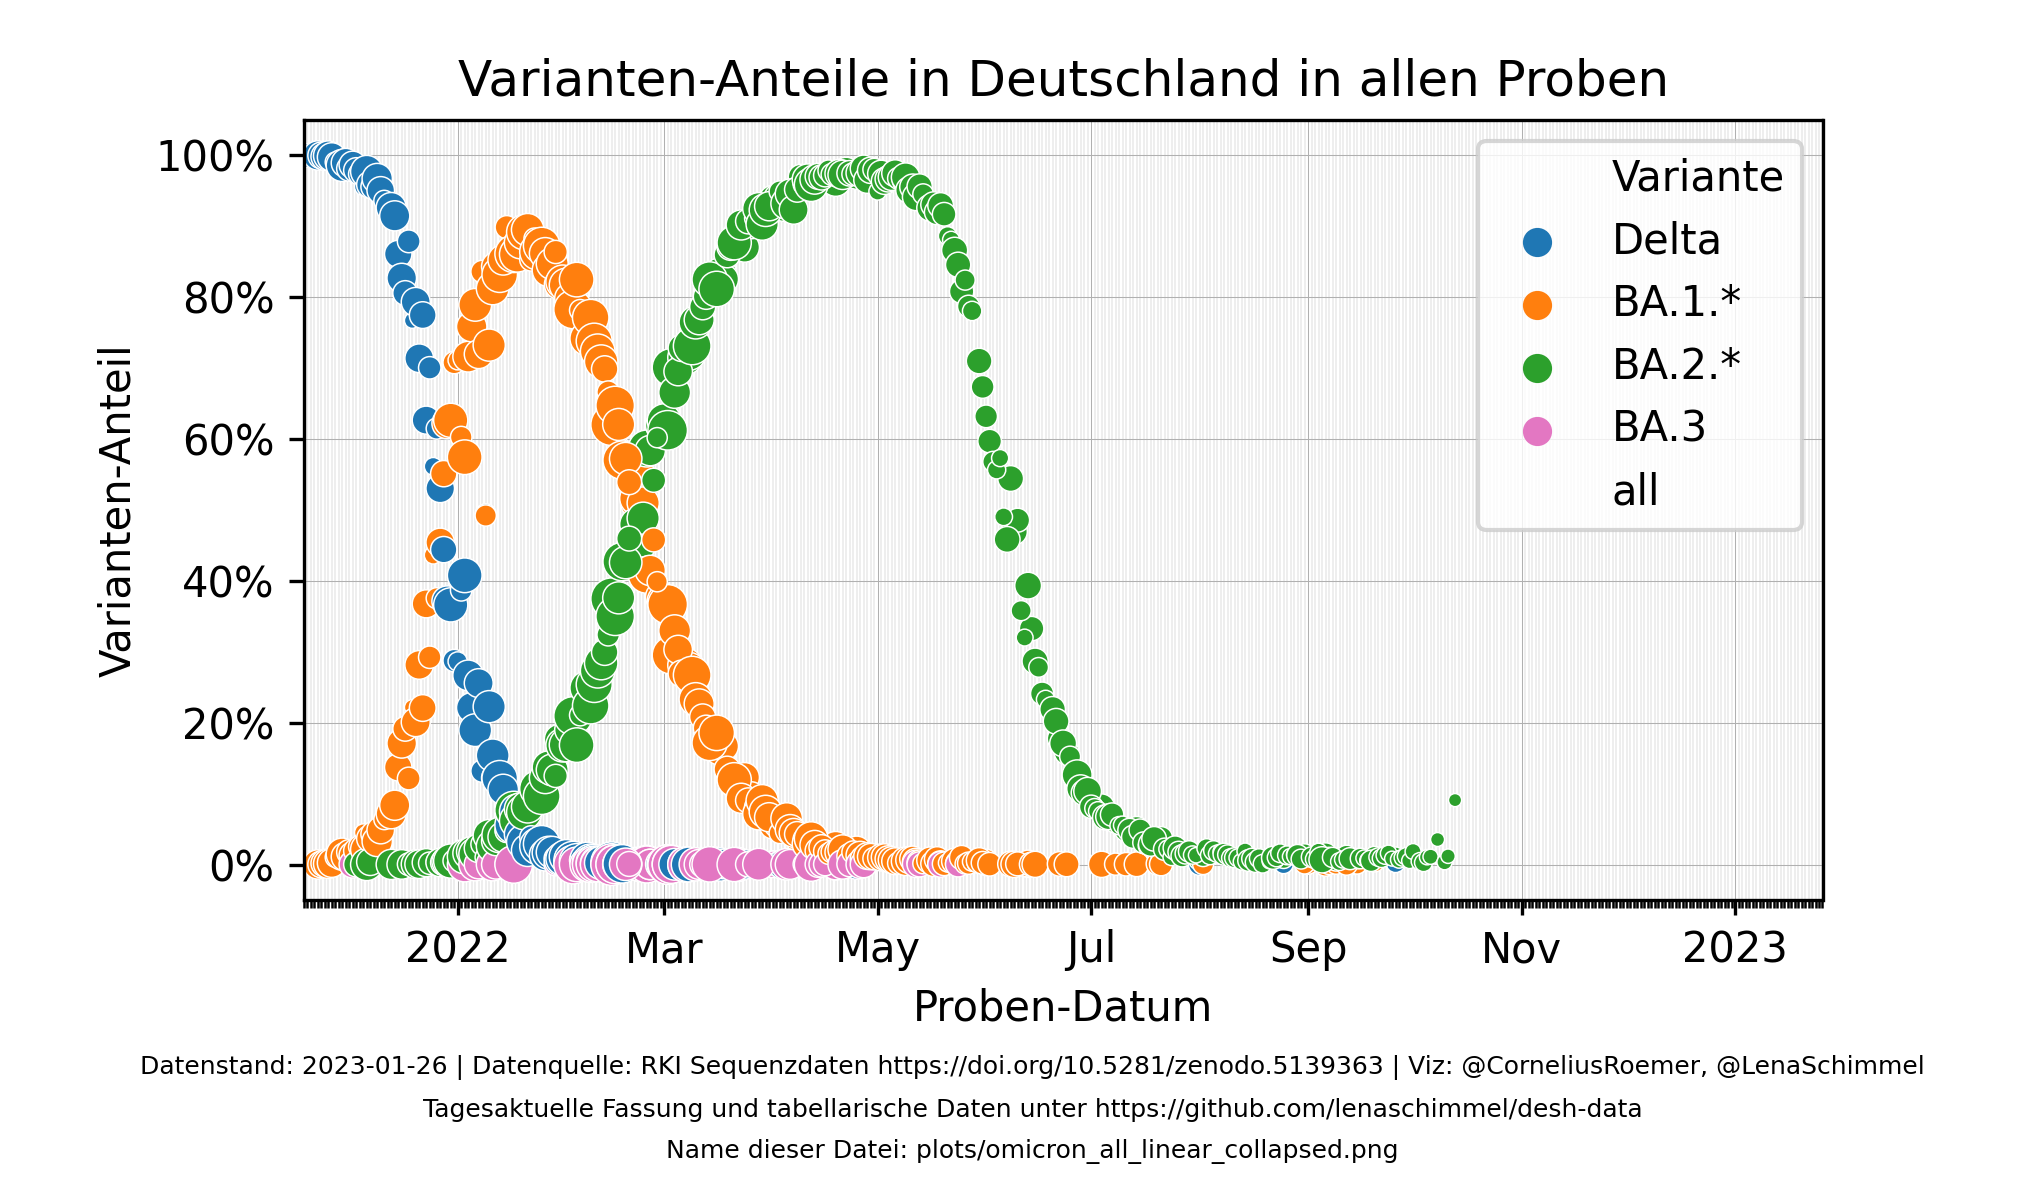 Varianten-Anteile in Deutschland in allen Proben
Varianten-Anteil
100%
80%
60%
40%
20%
0%
Variante
Delta
BA.1.*
BA.2.*
BA.3
all
2022
Mar
May
Jul
Sep
Nov
2023
Proben-Datum
Datenstand: 2023-01-26 | Datenquelle: RKI Sequenzdaten https://doi.org/10.5281/zenodo.5139363 | Viz: @CorneliusRoemer, @LenaSchimmel
Tagesaktuelle Fassung und tabellarische Daten unter https://github.com/lenaschimmel/desh-data
Name dieser Datei: plots/omicron_all_linear_collapsed.png